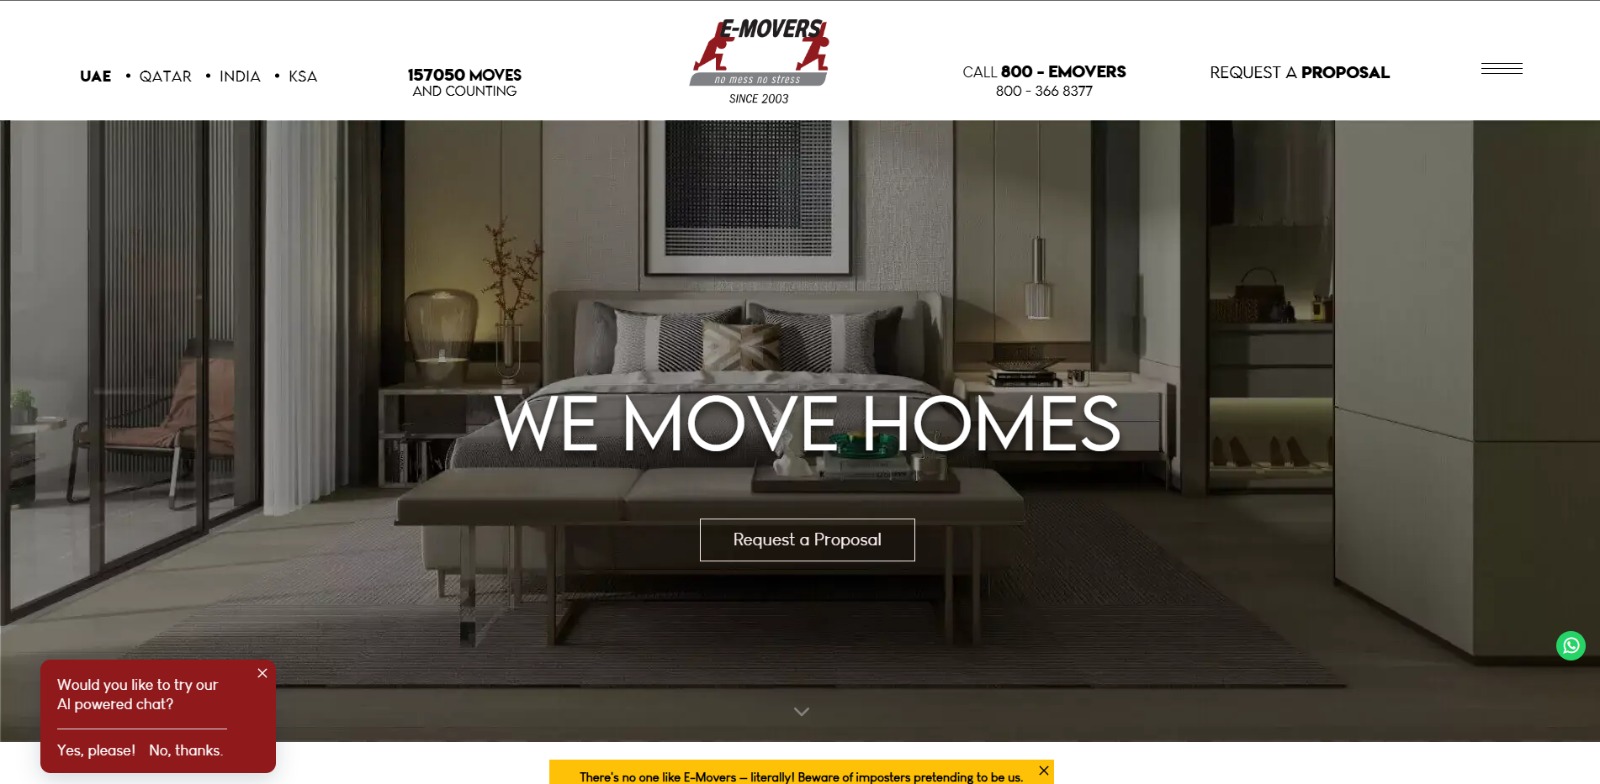 E-MOVERS
no mess no stress
SINCE 2003
UAE • QATAR • INDIA • KSA
157050 MOVES
AND COUNTING
CALL 800 - EMOVERS
800 - 366 8377
REQUEST A PROPOSAL
WE MOVE HOMES
Request a Proposal
Would you like to try our
AI powered chat?
Yes, please! No, thanks.
There's no one like E-Movers – literally! Beware of imposters pretending to be us.